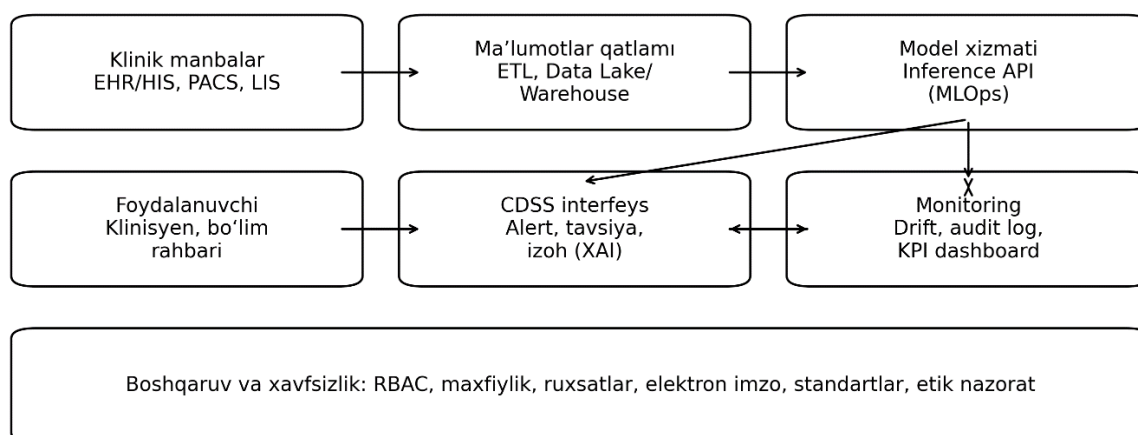 Klinik manbalar
EHR/HIS, PACS, LIS
Ma’lumotlar qatlamı
ETL, Data Lake/
Warehouse
Model xizmati
Inference API
(MLOps)
Foydalanuvchi
Klinisyen, bo‘lim
rahbari
CDSS interfeys
Alert, tavsiya,
izoh (XAI)
Monitoring
Drift, audit log,
KPI dashboard
Boshqaruv va xavfsizlik: RBAC, maxfiylik, ruxsatlar, elektron imzo, standartlar, etik nazorat